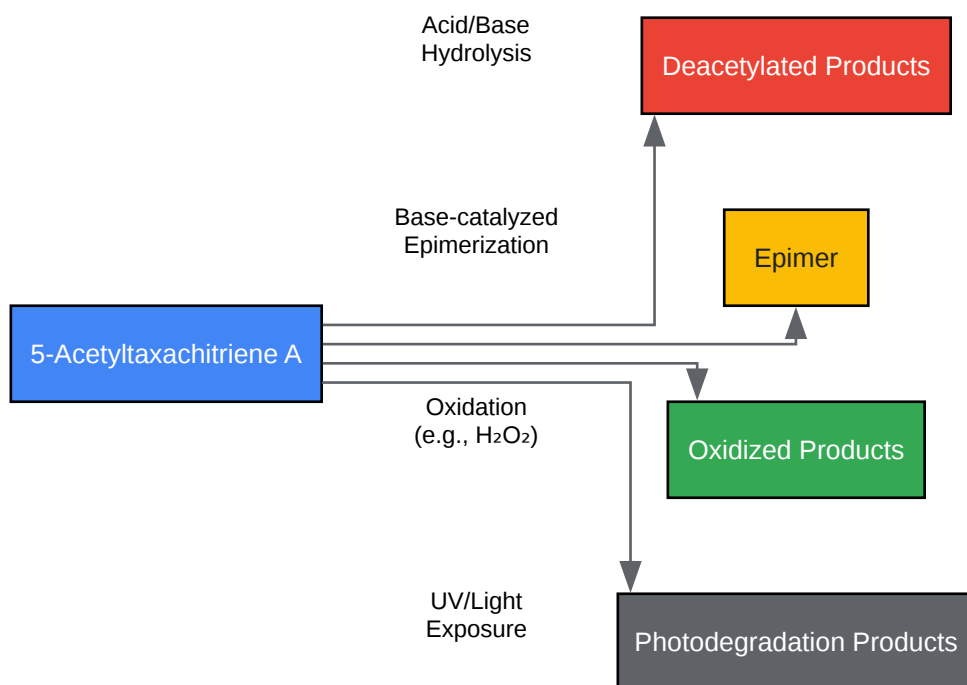 Acid/Base
Hydrolysis
Deacetylated Products
Base-catalyzed
Epimerization
Epimer
5-Acetyltaxachitriene A
Oxidation
(e.g., H₂O₂)
Oxidized Products
UV/Light
Exposure
Photodegradation Products